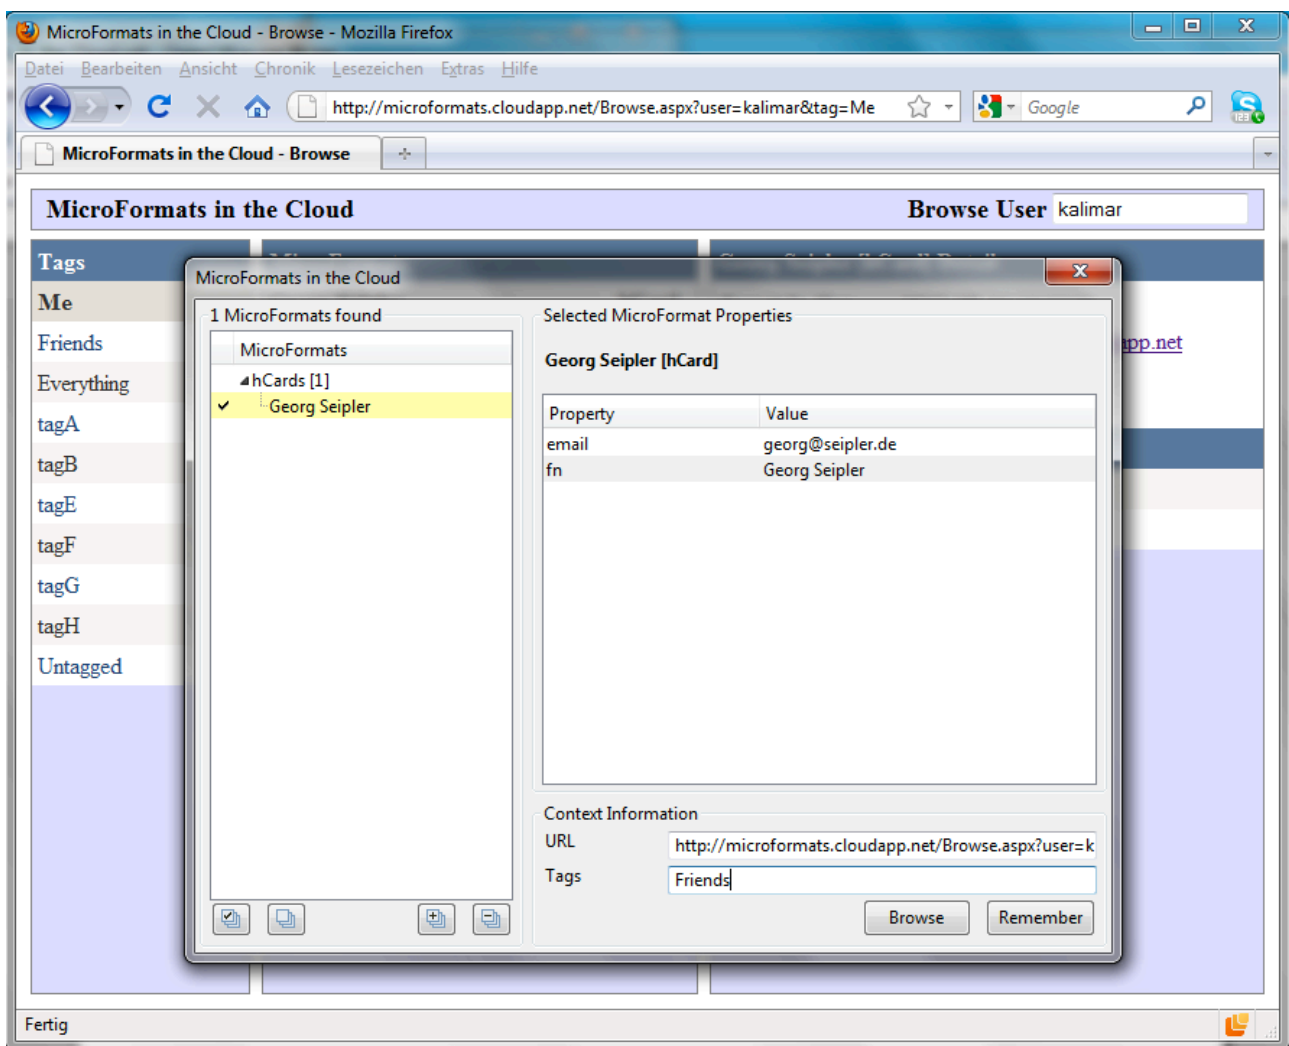 MicroFormats in the Cloud - Browse - Mozilla Firefox
Datei Bearbeiten Ansicht Chronik Lesezeichen Extras Hilfe
http://microformats.cloudapp.net/Browse.aspx?user=kalimar&tag=Me
Google
MicroFormats in the Cloud - Browse
MicroFormats in the Cloud
Browse User kalimar
Tags
Me
Friends
Everything
tagA
tagB
tagE
tagF
tagG
tagH
Untagged
app.net
MicroFormats in the Cloud
1 MicroFormats found
MicroFormats
hCards [1]
Georg Seipler
Selected MicroFormat Properties
Georg Seipler [hCard]
Property Value
email georg@seipler.de
fn Georg Seipler
Context Information
URL http://microformats.cloudapp.net/Browse.aspx?user=k
Tags Friends
Browse Remember
Fertig